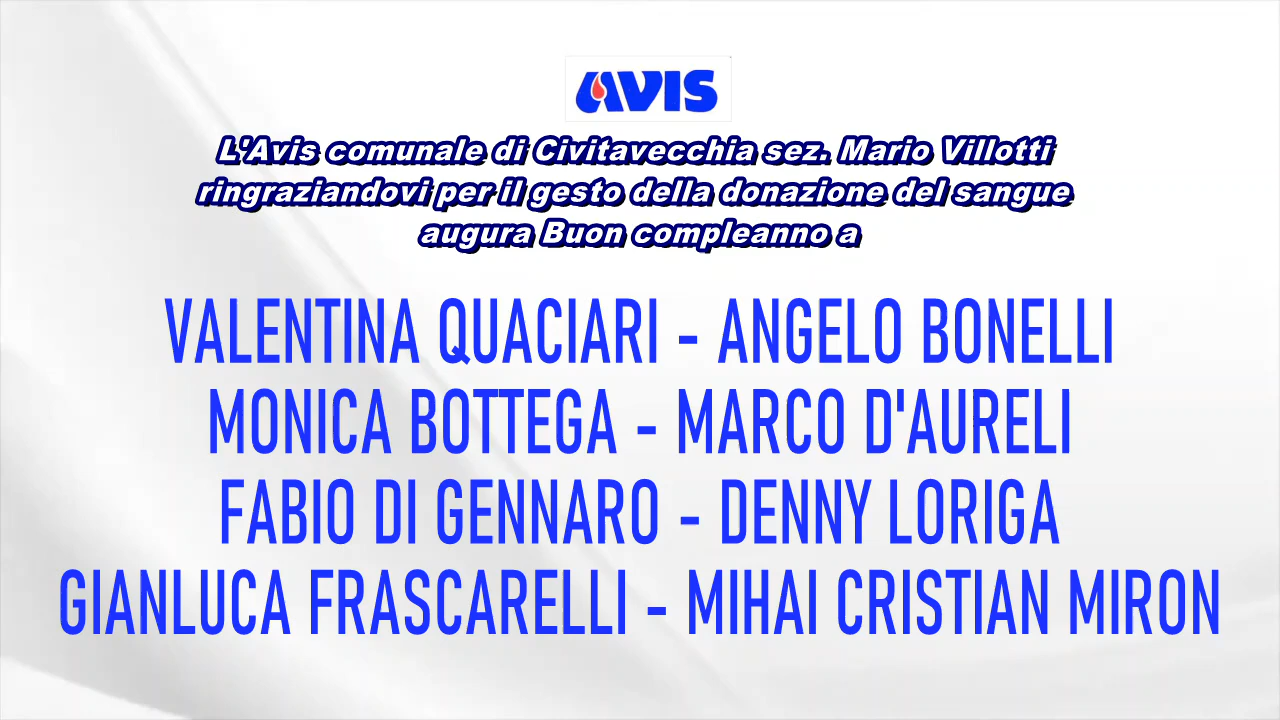 AVIS
L'Avis comunale di Civitavecchia sez. Mario Villotti
ringraziandovi per il gesto della donazione del sangue
augura Buon compleanno a
VALENTINA QUACIARI - ANGELO BONELLI
MONICA BOTTEGA - MARCO D'AURELI
FABIO DI GENNARO - DENNY LORIGA
GIANLUCA FRASCARELLI - MIHAI CRISTIAN MIRON